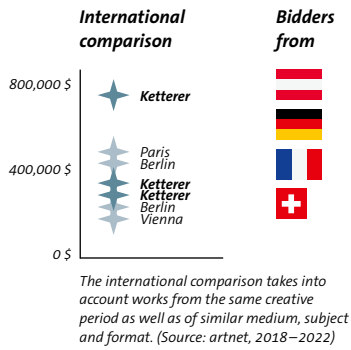 International
comparison
Bidders
from
800,000 $
Ketterer
Paris
Berlin
400,000 $
Ketterer
Ketterer
Berlin
Vienna
0 $
The international comparison takes into
account works from the same creative
period as well as of similar medium, subject
and format. (Source: artnet, 2018–2022)